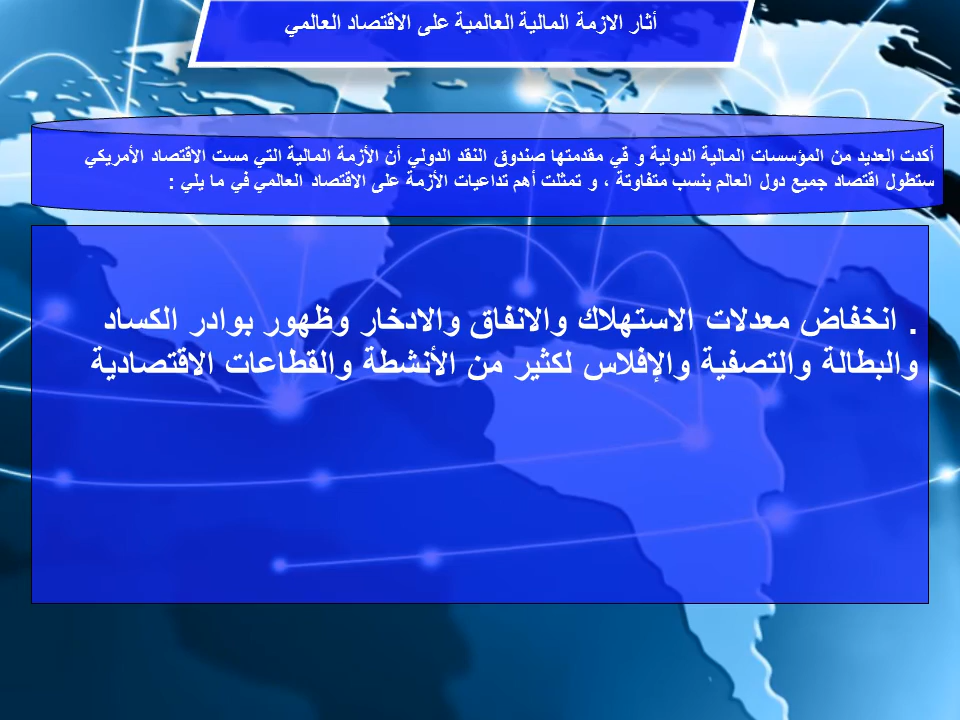 أثار الازمة المالية العالمية على الاقتصاد العالمي
أكدت العديد من المؤسسات المالية الدولية و قي مقدمتها صندوق النقد الدولي أن الأزمة المالية التي مست الاقتصاد الأمريكي
ستطول اقتصاد جميع دول العالم بنسب متفاوتة ، و تمثلت أهم تداعيات الأزمة على الاقتصاد العالمي في ما يلي :
. انخفاض معدلات الاستهلاك والانفاق والادخار وظهور بوادر الكساد
والبطالة والتصفية والإفلاس لكثير من الأنشطة والقطاعات الاقتصادية